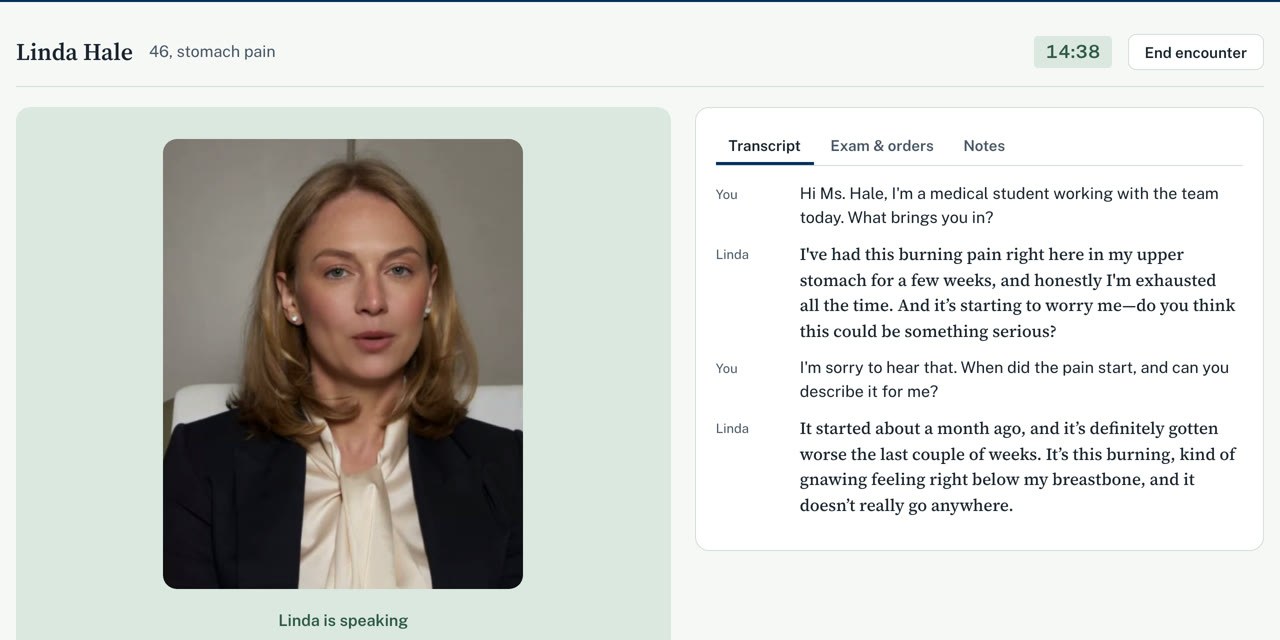 Linda Hale 46, stomach pain
14:38
End encounter
Transcript Exam & orders Notes
You
Hi Ms. Hale, I'm a medical student working with the team
today. What brings you in?
Linda
I've had this burning pain right here in my upper
stomach for a few weeks, and honestly I'm exhausted
all the time. And it’s starting to worry me—do you think
this could be something serious?
You
I'm sorry to hear that. When did the pain start, and can you
describe it for me?
Linda
It started about a month ago, and it’s definitely gotten
worse the last couple of weeks. It’s this burning, kind of
gnawing feeling right below my breastbone, and it
doesn’t really go anywhere.
Linda is speaking